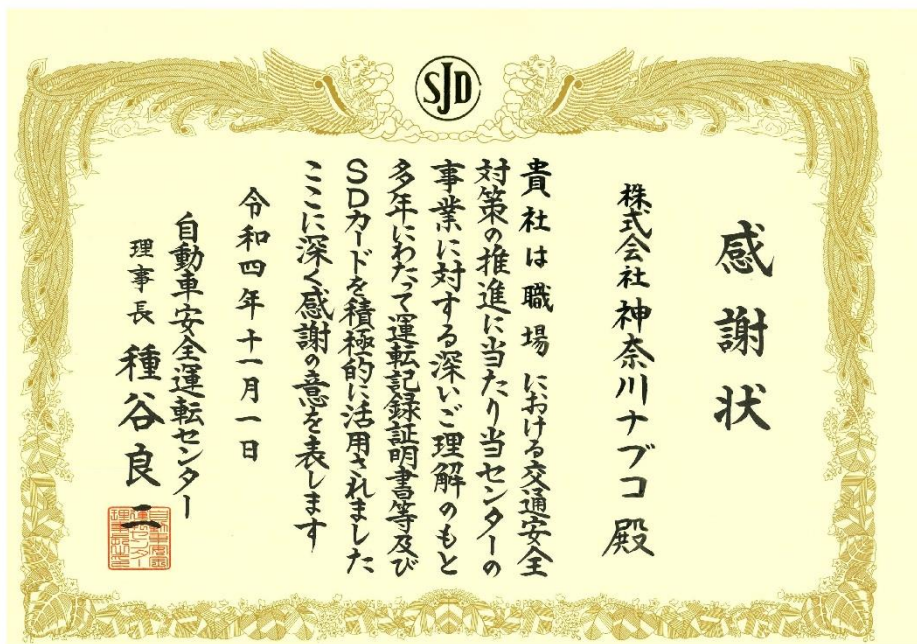 SJD
感謝状
株式会社神奈川ナブコ 殿
貴社は職場における交通安全
対策の推進に当たり当センターの
事業に対する深いご理解のもと
多年にわたって運転記録証明書等及び
SDカードを積極的に活用されました
ここに深く感謝の意を表します
令和四年十一月一日
自動車安全運転センター
理事長 種谷良二